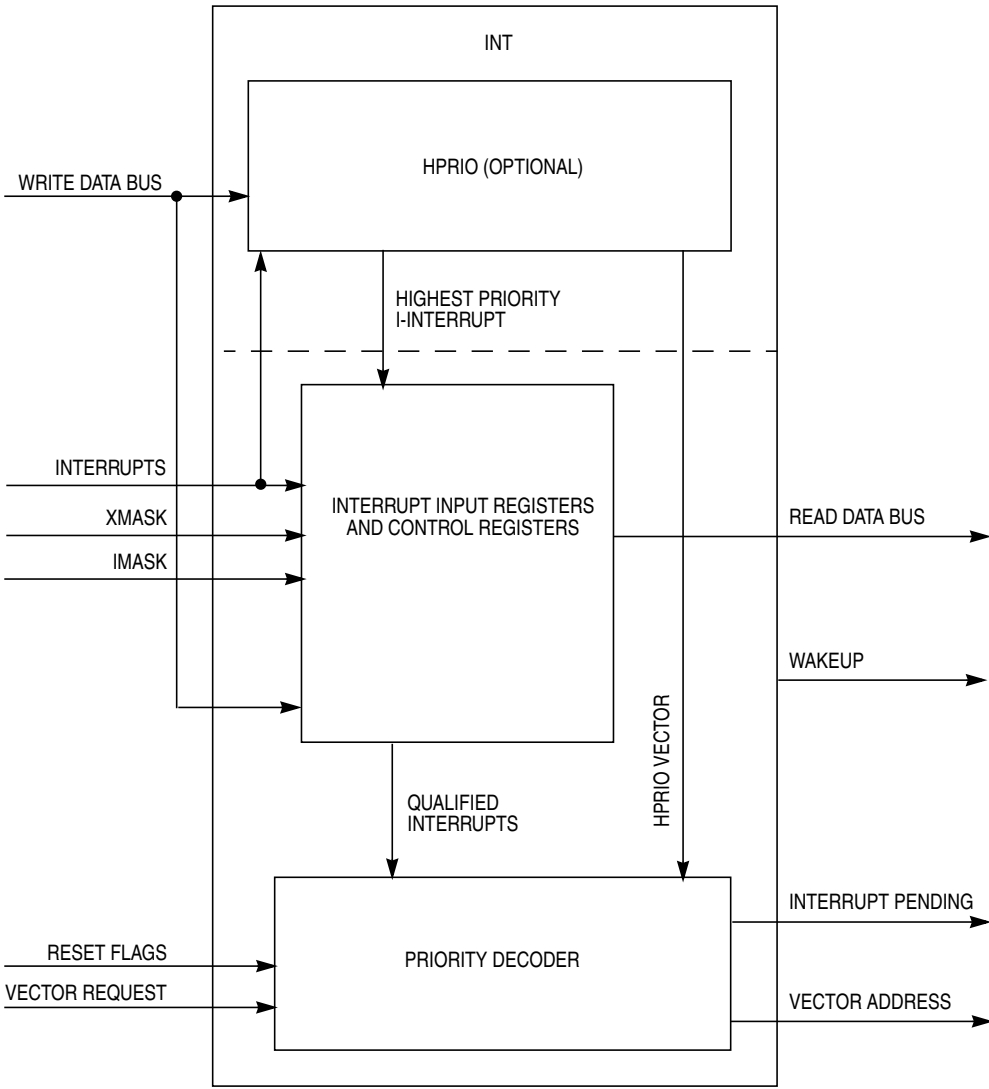 INT
HPRIO (OPTIONAL)
WRITE DATA BUS
HIGHEST PRIORITY
I-INTERRUPT
INTERRUPTS
XMASK
IMASK
INTERRUPT INPUT REGISTERS
AND CONTROL REGISTERS
READ DATA BUS
WAKEUP
HPRIO VECTOR
QUALIFIED
INTERRUPTS
INTERRUPT PENDING
RESET FLAGS
PRIORITY DECODER
VECTOR REQUEST
VECTOR ADDRESS